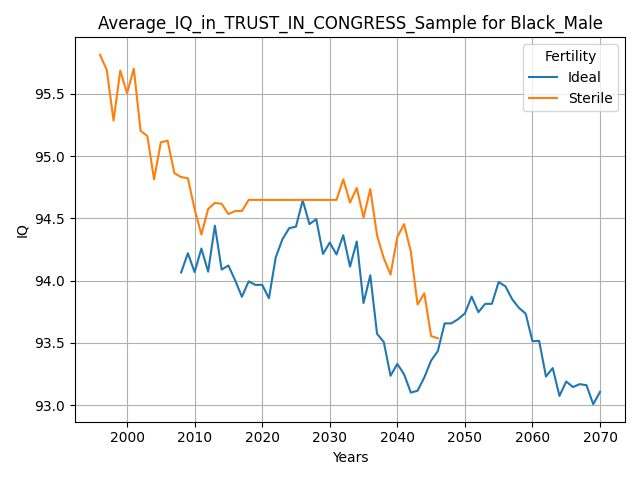 Average_IQ_in_TRUST_IN_CONGRESS_Sample for Black_Male
Fertility
Ideal
Sterile
IQ
95.5
95.0
94.5
94.0
93.5
93.0
2000 2010 2020 2030 2040 2050 2060 2070
Years